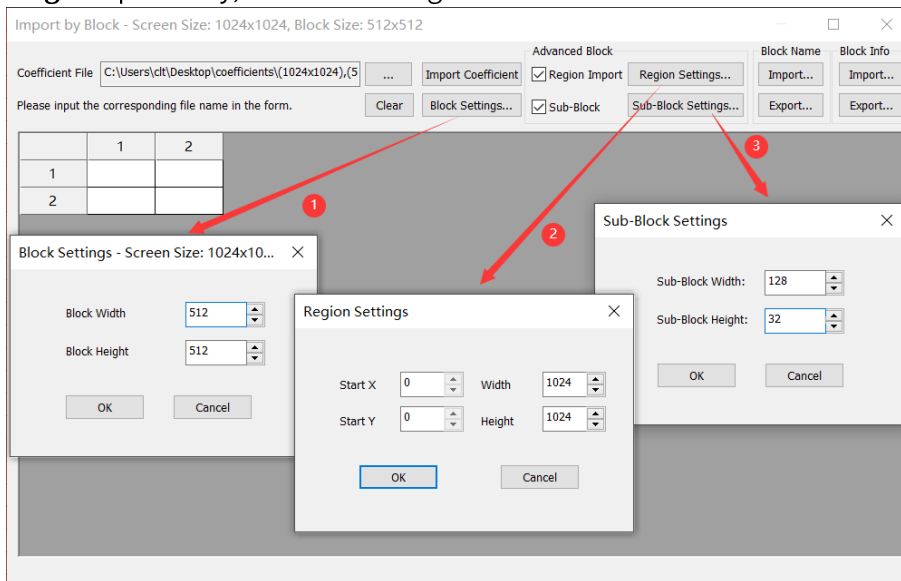 Import by Block - Screen Size: 1024x1024, Block Size: 512x512
Advanced Block
Block Name
Block Info
Coefficient File
C:\Users\clt\Desktop\coefficients\(1024x1024),(5
...
Import Coefficient
Region Import
Region Settings...
Import...
Import...
Please input the corresponding file name in the form.
Clear
Block Settings...
Sub-Block
Sub-Block Settings...
Export...
Export...
1 2
1
2
1
2
3
Block Settings - Screen Size: 1024x10...
Block Width 512
Block Height 512
OK Cancel
Region Settings
Start X 0 Width 1024
Start Y 0 Height 1024
OK Cancel
Sub-Block Settings
Sub-Block Width: 128
Sub-Block Height: 32
OK Cancel